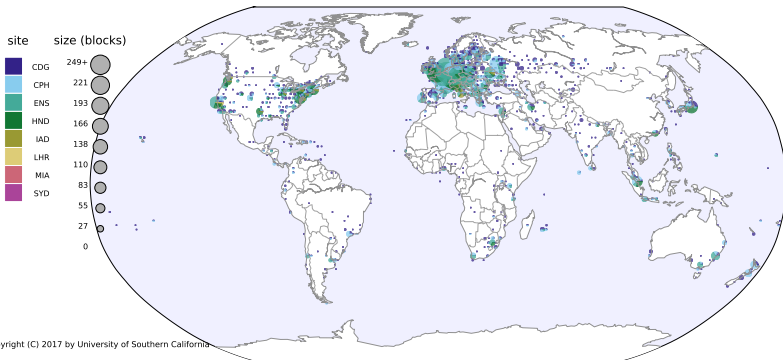 site
size (blocks)
CDG
CPH
ENS
HND
IAD
LHR
MIA
SYD
249+
221
193
166
138
110
83
55
27
0
yright (C) 2017 by University of Southern California